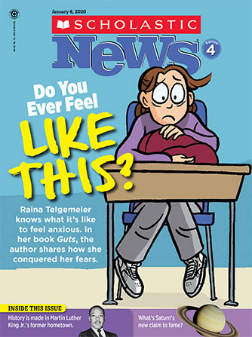 January 6, 2020
SCHOLASTIC
News
4
Do You
Ever Feel
LIKE
THIS?
Raina Telgemeier
knows what it's like
to feel anxious. In
her book Guts, the
author shares how she
conquered her fears.
INSIDE THIS ISSUE
History is made in Martin Luther
King Jr.'s former hometown.
What's Saturn's
new claim to fame?